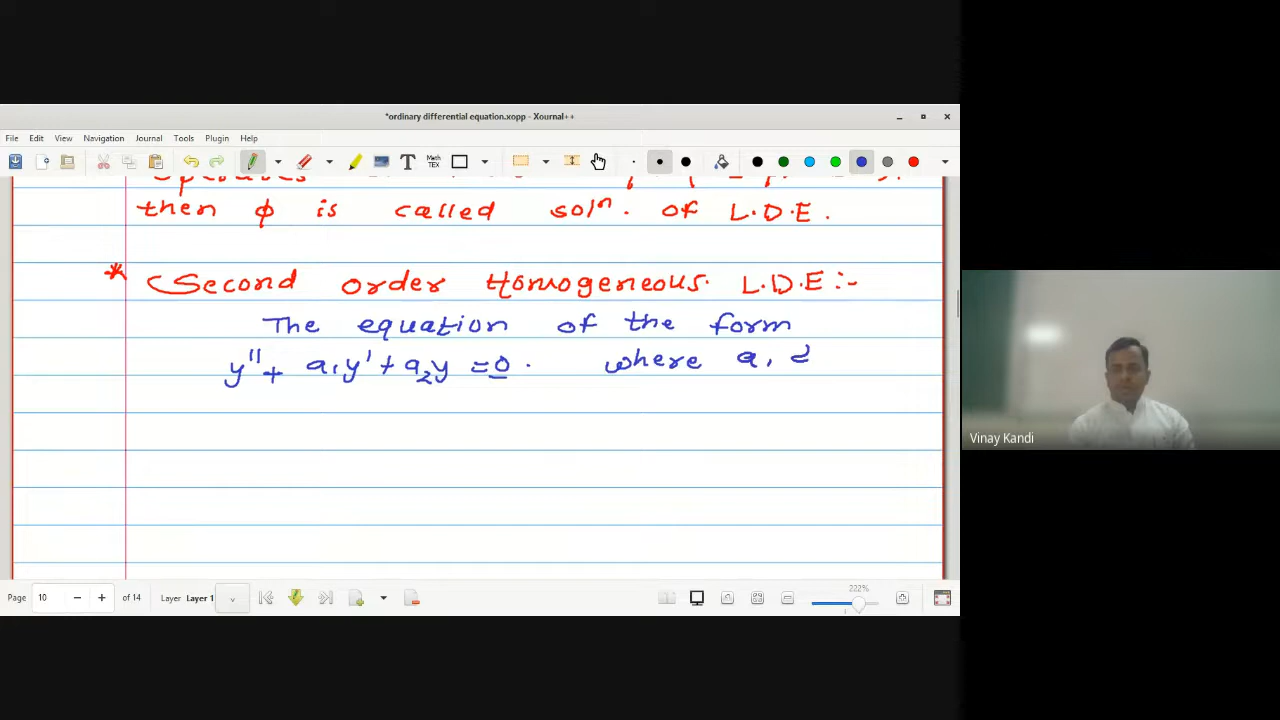 *ordinary differential equation.xopp - Xournal++
File Edit View Navigation Journal Tools Plugin Help
then φ is called solⁿ. of L.D.E.
* Second order Homogeneous. L.D.E :-
The equation of the form
y'' + a₁y' + a₂y = 0. where a₁ &
Vinay Kandi
Page 10 of 14 Layer Layer 1 222%